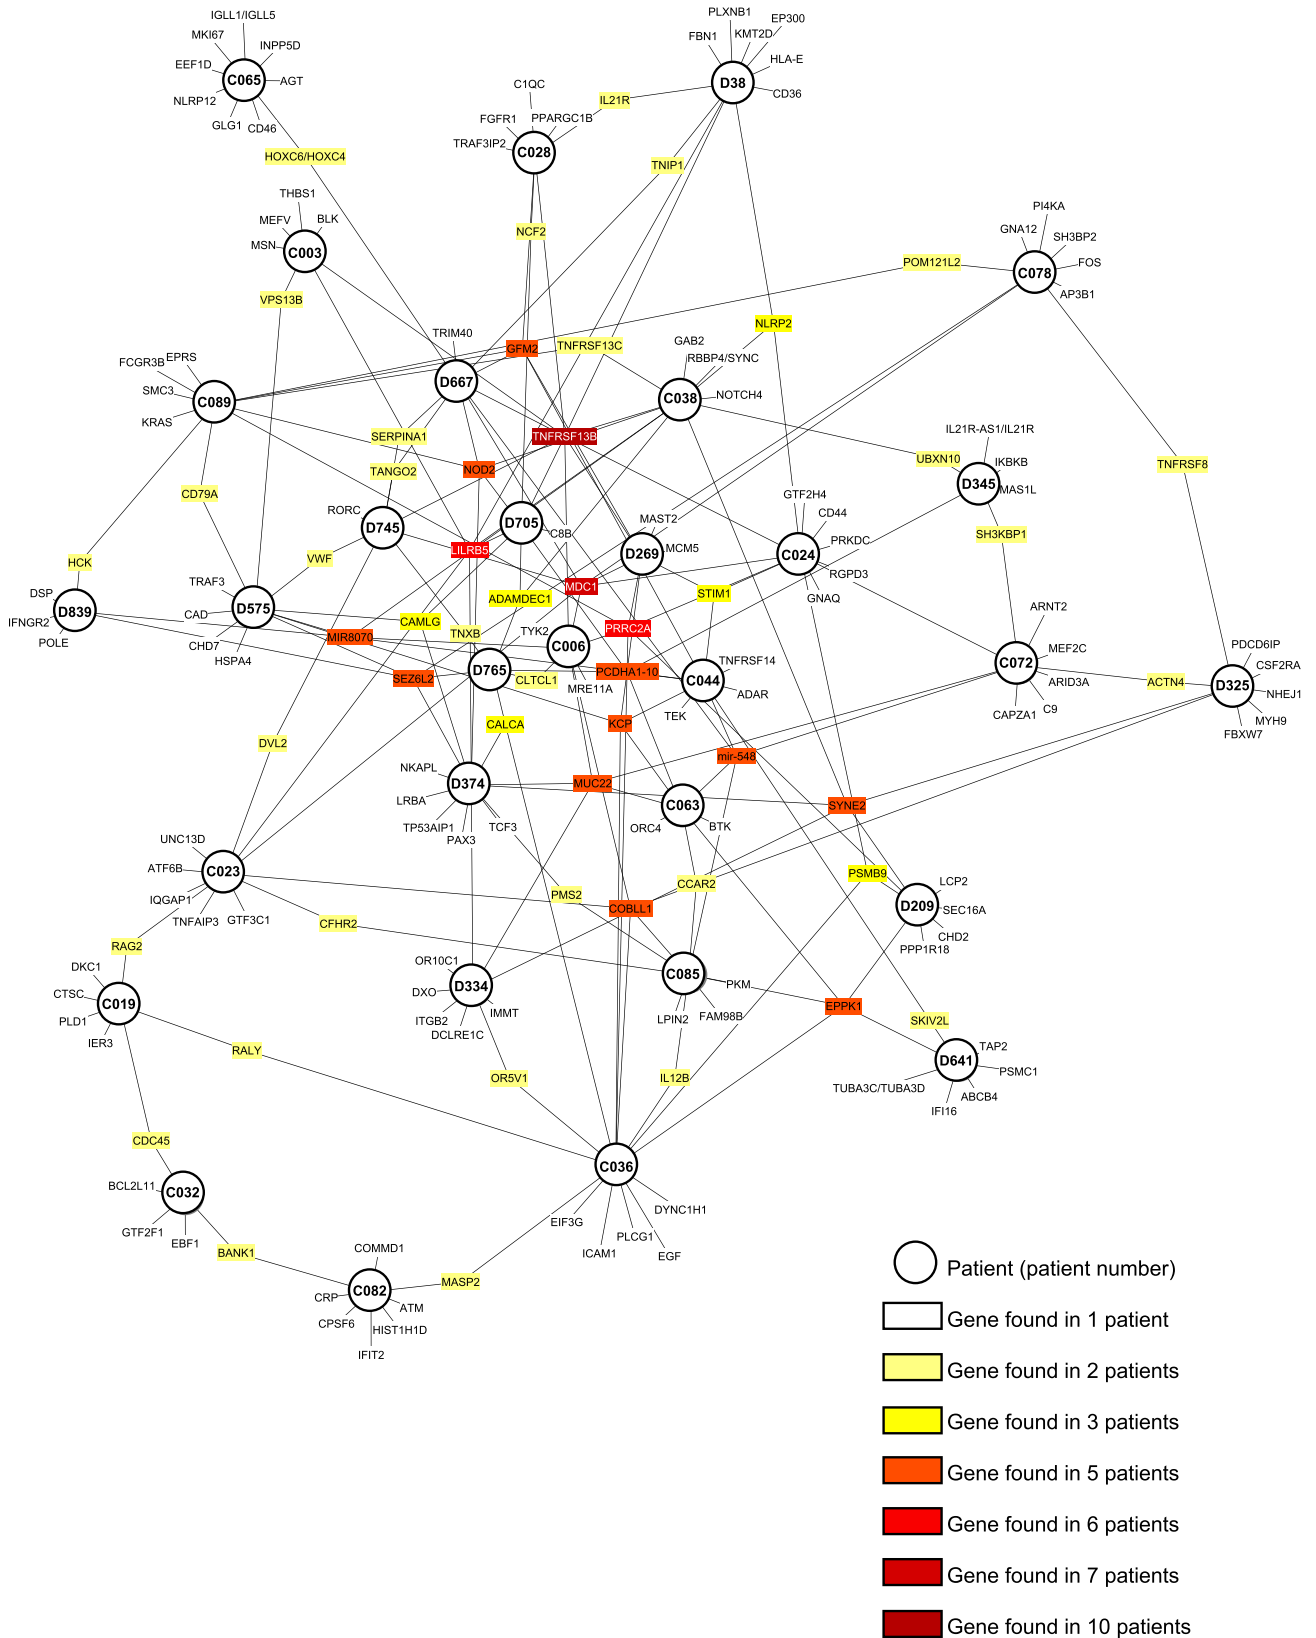 IGLL1/IGLL5
PLXNB1
EP300
MKI67
FBN1
KMT2D
INPP5D
EEF1D
HLA-E
C065
AGT
D38
C1QC
NLRP12
IL21R
CD36
GLG1
CD46
FGFR1
PPARGC1B
TRAF3IP2
C028
HOXC6/HOXC4
TNIP1
THBS1
PI4KA
MEFV
BLK
GNA12
NCF2
SH3BP2
MSN
C003
POM121L2
FOS
C078
AP3B1
VPS13B
NLRP2
TRIM40
GAB2
GFM2
TNFRSF13C
EPRS
RBBP4/SYNC
FCGR3B
D667
SMC3
C089
C038
NOTCH4
KRAS
IL21R-AS1/IL21R
SERPINA1
TNFRSF13B
UBXN10
IKBKB
TNFRSF8
TANGO2
NOD2
D345
MAS1L
CD79A
GTF2H4
RORC
CD44
D745
D705
C8B
MAST2
SH3KBP1
PRKDC
LILRB5
D269
MCM5
C024
VWF
HCK
RGPD3
TRAF3
MDC1
GNAQ
DSP
ADAMDEC1
STIM1
D839
D575
CAD
IFNGR2
CAMLG
ARNT2
POLE
MIR8070
TNXB
TYK2
PRRC2A
CHD7
C006
PDCD6IP
MEF2C
HSPA4
D765
PCDHA1-10
TNFRSF14
C072
CSF2RA
SEZ6L2
CLTCL1
C044
ARID3A
ACTN4
D325
MRE11A
ADAR
NHEJ1
C9
TEK
CAPZA1
MYH9
CALCA
KCP
FBXW7
DVL2
mir-548
NKAPL
D374
MUC22
LRBA
C063
SYNE2
TP53AIP1
TCF3
ORC4
BTK
PAX3
UNC13D
ATF6B
C023
PSMB9
CCAR2
LCP2
IQGAP1
PMS2
D209
COBLL1
SEC16A
TNFAIP3
GTF3C1
CFHR2
CHD2
RAG2
PPP1R18
OR10C1
DKC1
C085
PKM
CTSC
D334
DXO
C019
IMMT
EPPK1
PLD1
ITGB2
LPIN2
FAM98B
SKIV2L
IER3
DCLRE1C
RALY
TAP2
D641
PSMC1
OR5V1
IL12B
TUBA3C/TUBA3D
ABCB4
IFI16
CDC45
C036
BCL2L11
C032
DYNC1H1
EIF3G
GTF2F1
PLCG1
EBF1
BANK1
ICAM1
EGF
COMMD1
MASP2
C082
CRP
ATM
CPSF6
HIST1H1D
IFIT2
Patient (patient number)
Gene found in 1 patient
Gene found in 2 patients
Gene found in 3 patients
Gene found in 5 patients
Gene found in 6 patients
Gene found in 7 patients
Gene found in 10 patients